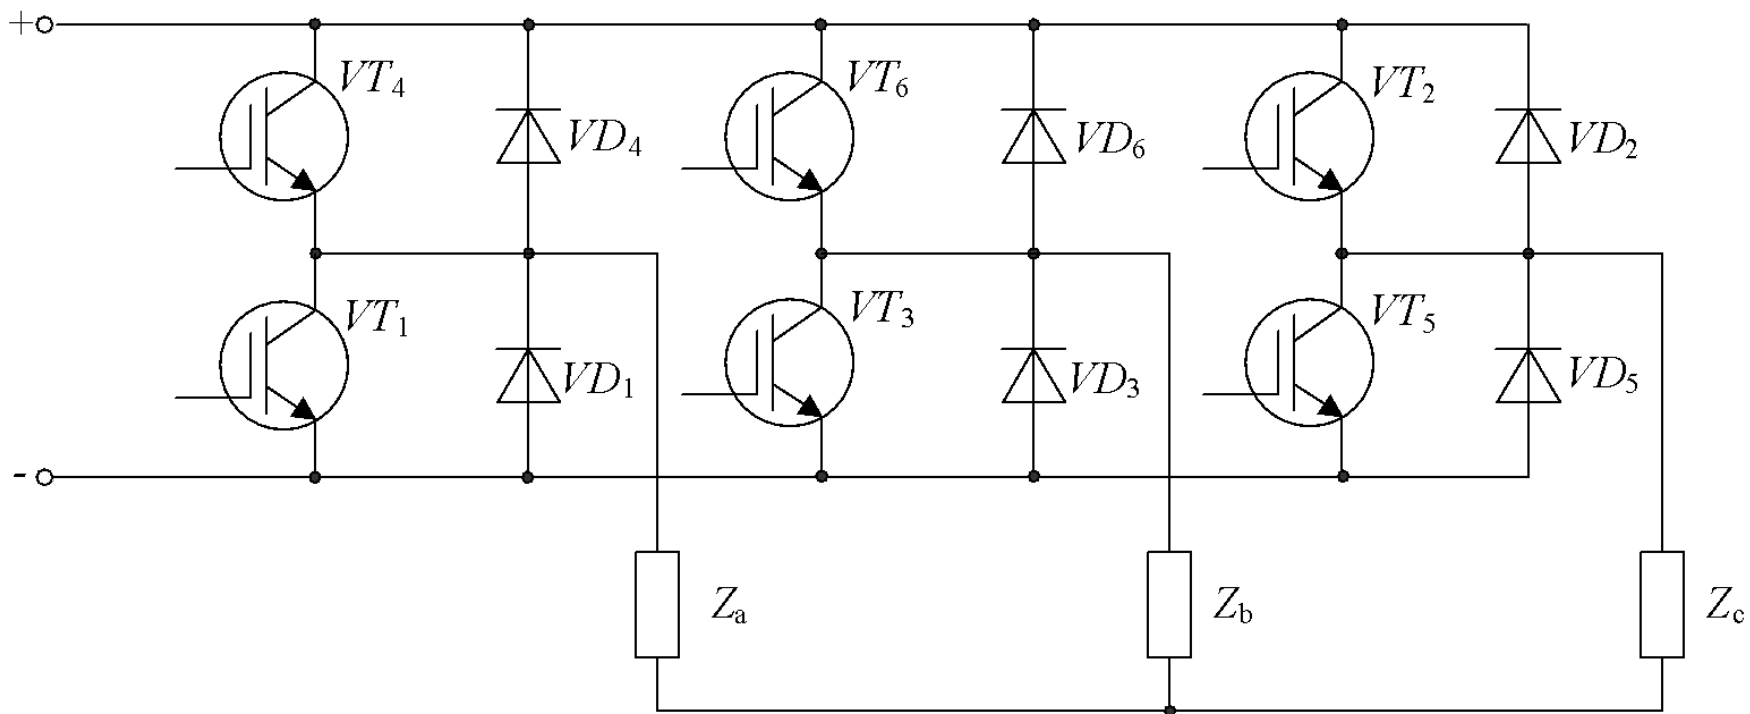 +
VT4 VT6 VT2
VD4 VD6 VD2
VT1 VT3 VT5
VD1 VD3 VD5
-
Za Zb Zc